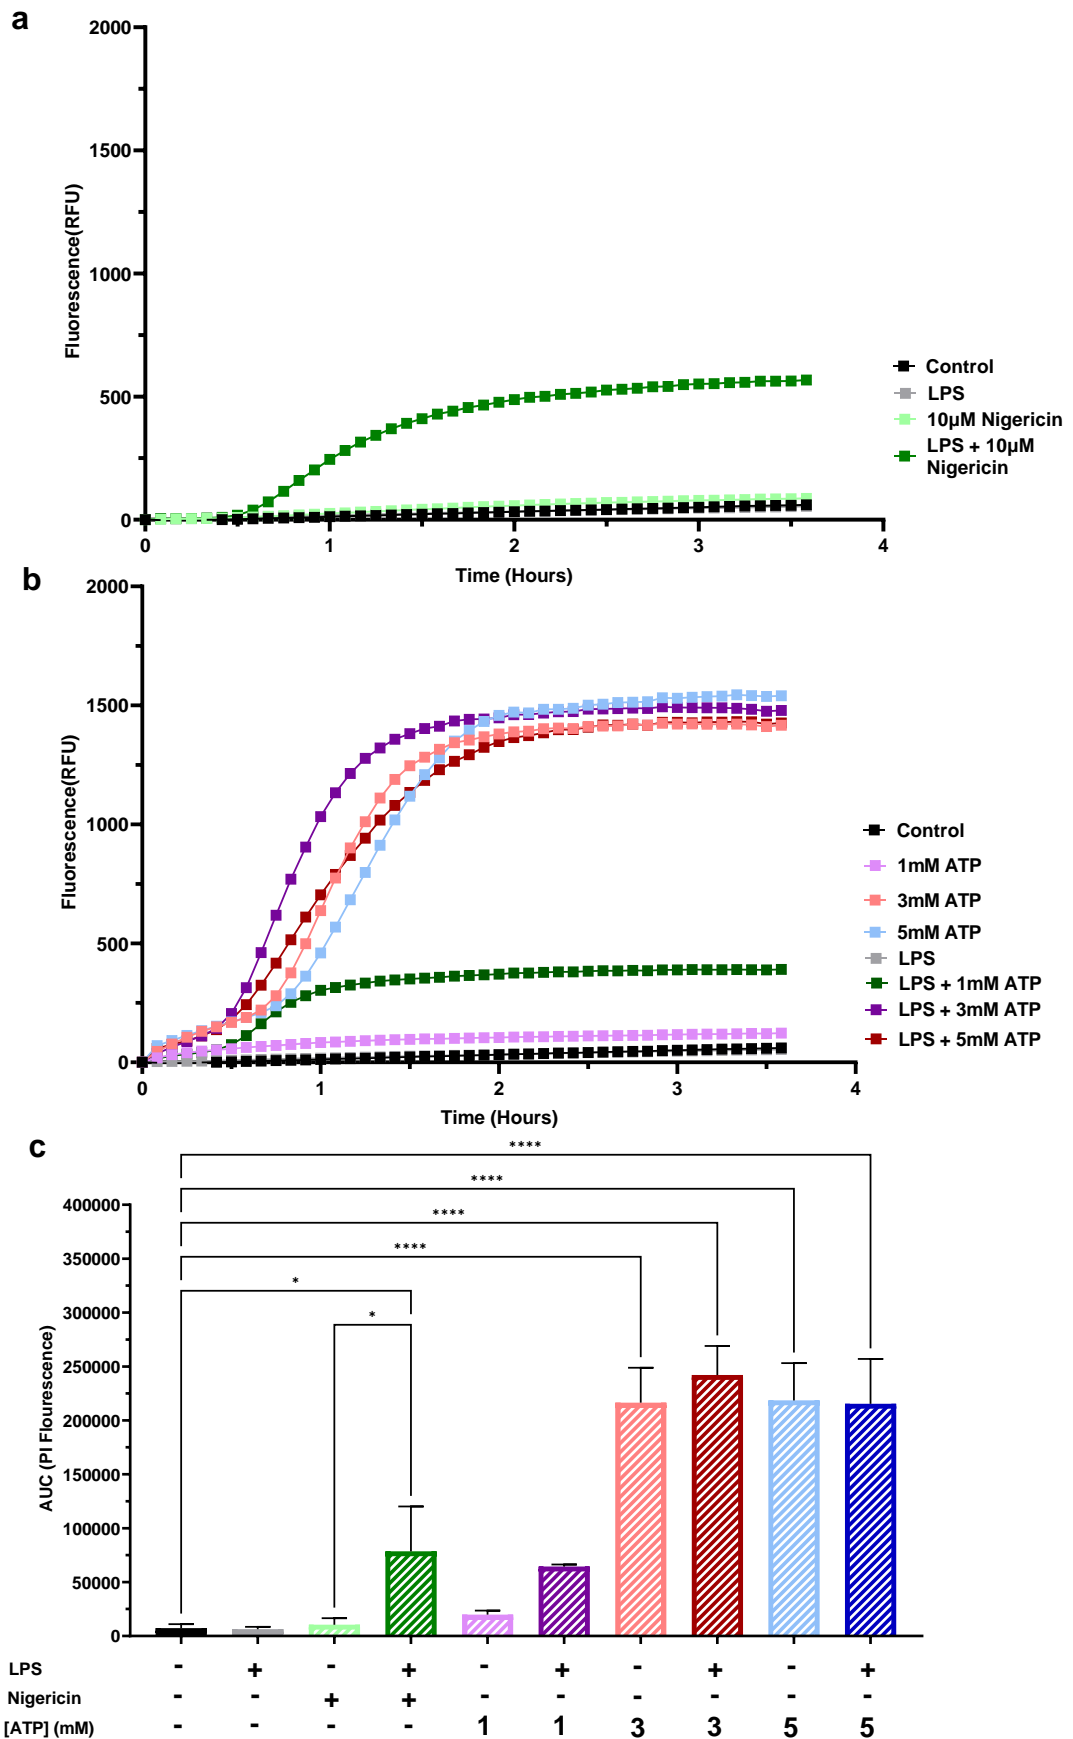 a
2000
1500
1000
500
0
Fluorescence(RFU)
0 1 2 3 4
Time (Hours)
Control
LPS
10µM Nigericin
LPS + 10µM
Nigericin
b
2000
1500
1000
500
0
Fluorescence(RFU)
0 1 2 3 4
Time (Hours)
Control
1mM ATP
3mM ATP
5mM ATP
LPS
LPS + 1mM ATP
LPS + 3mM ATP
LPS + 5mM ATP
c
****
****
****
****
*
*
400000
350000
300000
250000
200000
150000
100000
50000
0
AUC (PI Flourescence)
LPS - + - + - + - + - +
Nigericin - - + + - - - - - -
[ATP] (mM) - - - - 1 1 3 3 5 5